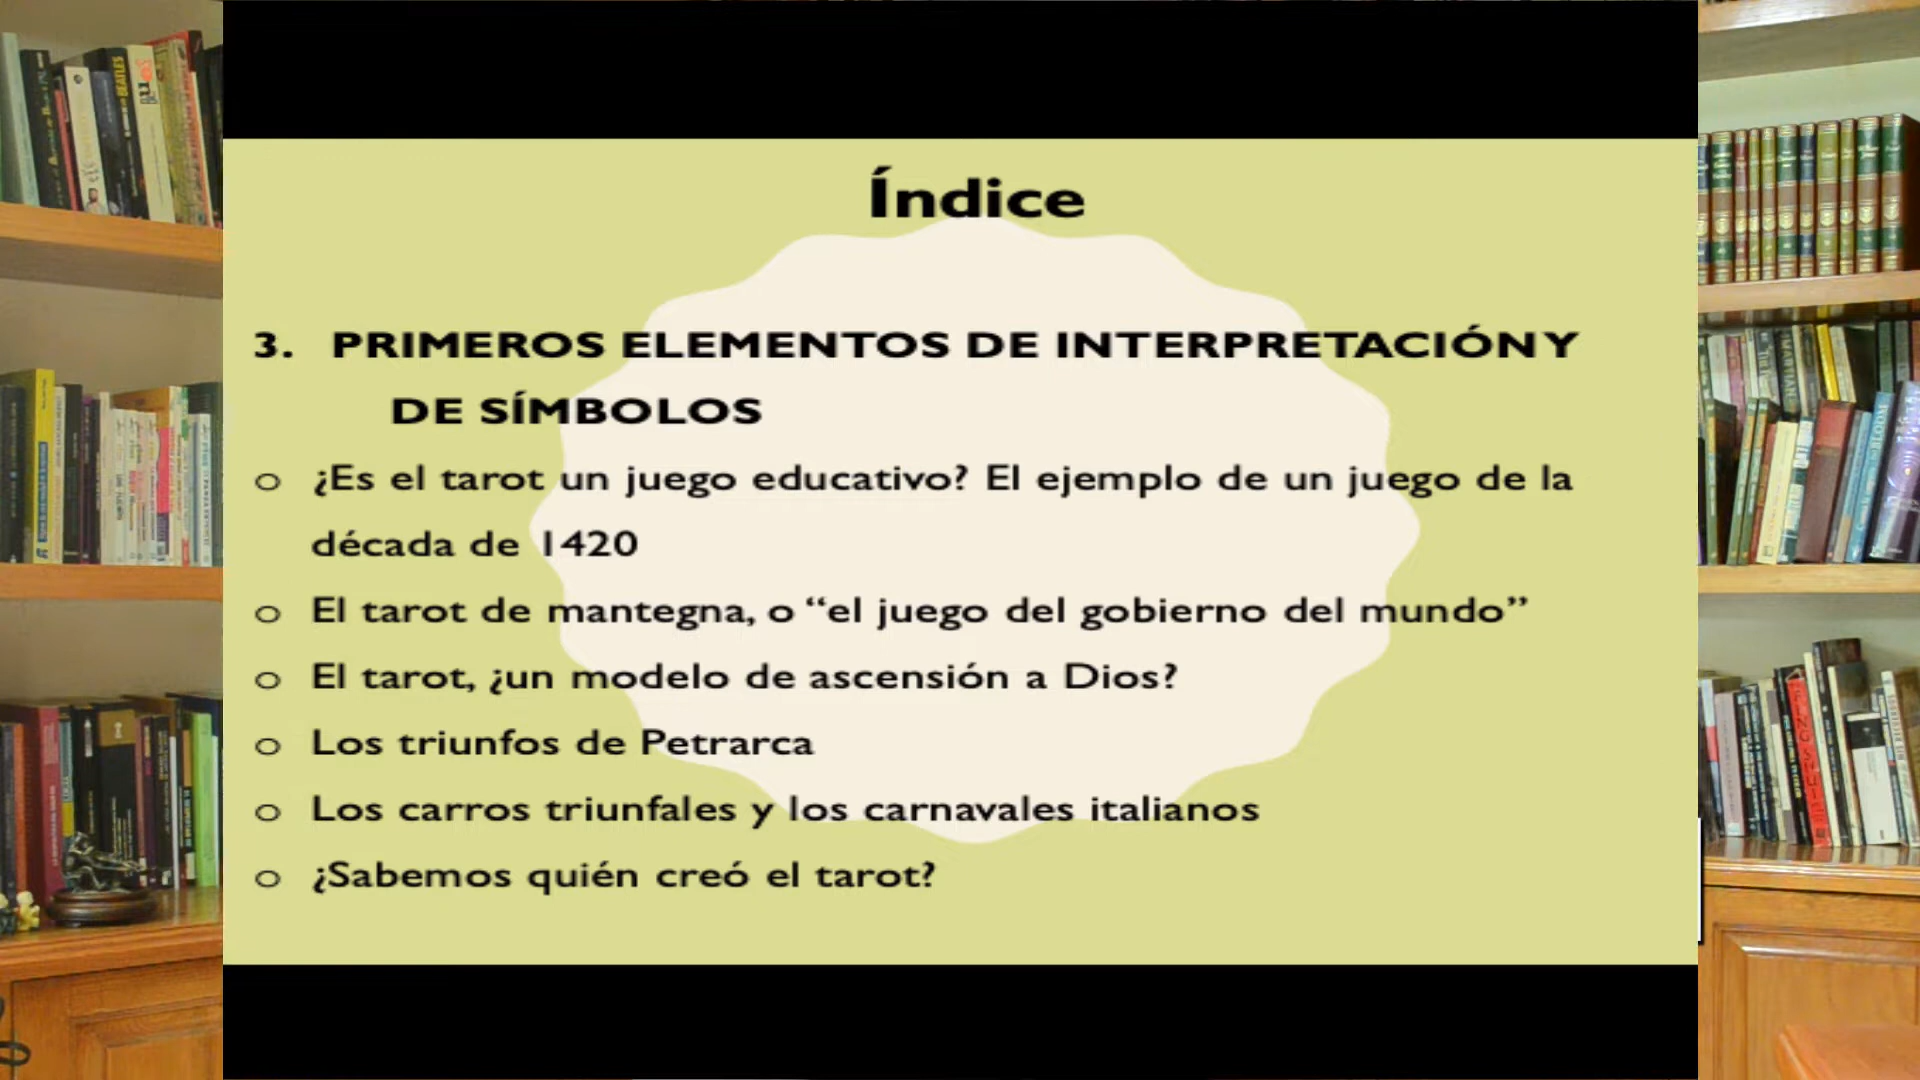 Índice
3. PRIMEROS ELEMENTOS DE INTERPRETACIÓN Y
DE SÍMBOLOS
o ¿Es el tarot un juego educativo? El ejemplo de un juego de la
década de 1420
o El tarot de mantegna, o “el juego del gobierno del mundo”
o El tarot, ¿un modelo de ascensión a Dios?
o Los triunfos de Petrarca
o Los carros triunfales y los carnavales italianos
o ¿Sabemos quién creó el tarot?
BEATLES
BLOOM